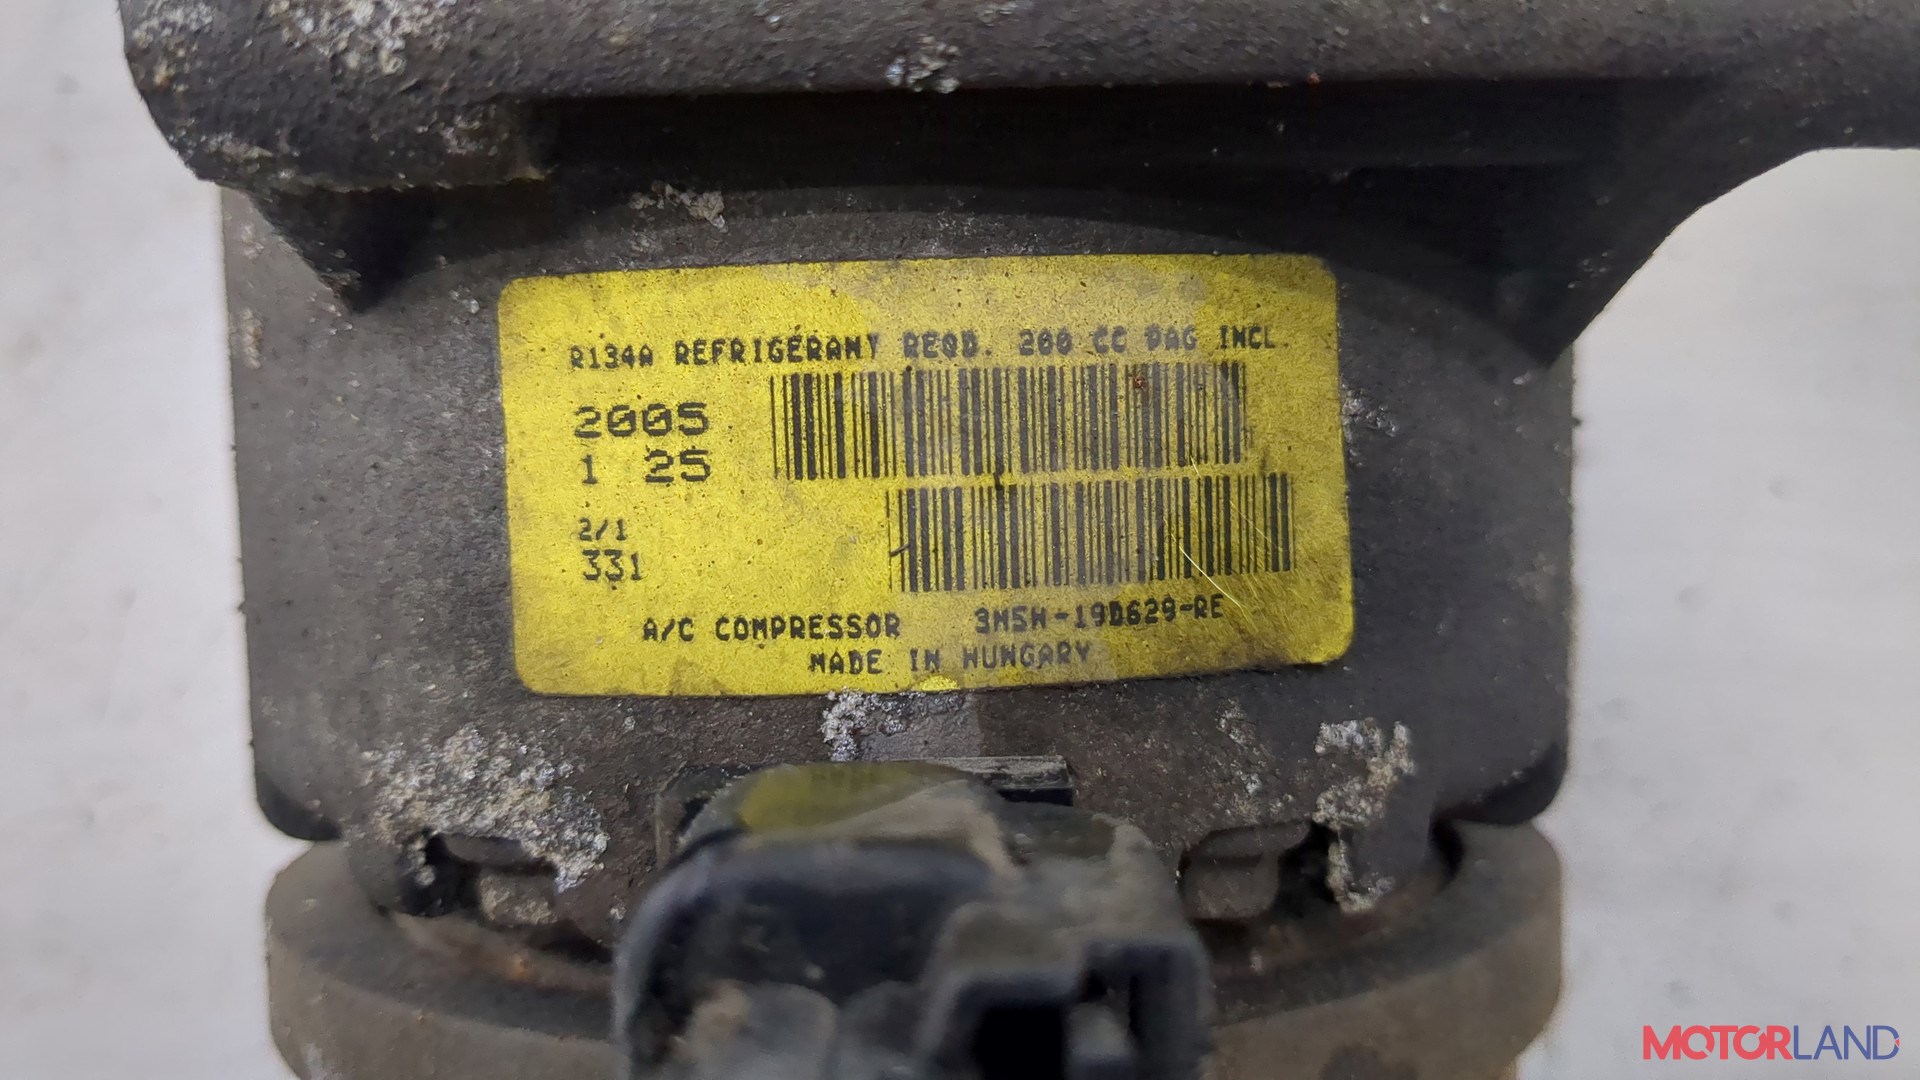 R134A REFRIGERANT REQD. 200 CC PAG INCL.
2005
1 25
2/1
331
A/C COMPRESSOR 3M5H-19D629-RE
MADE IN HUNGARY
MOTORLAND